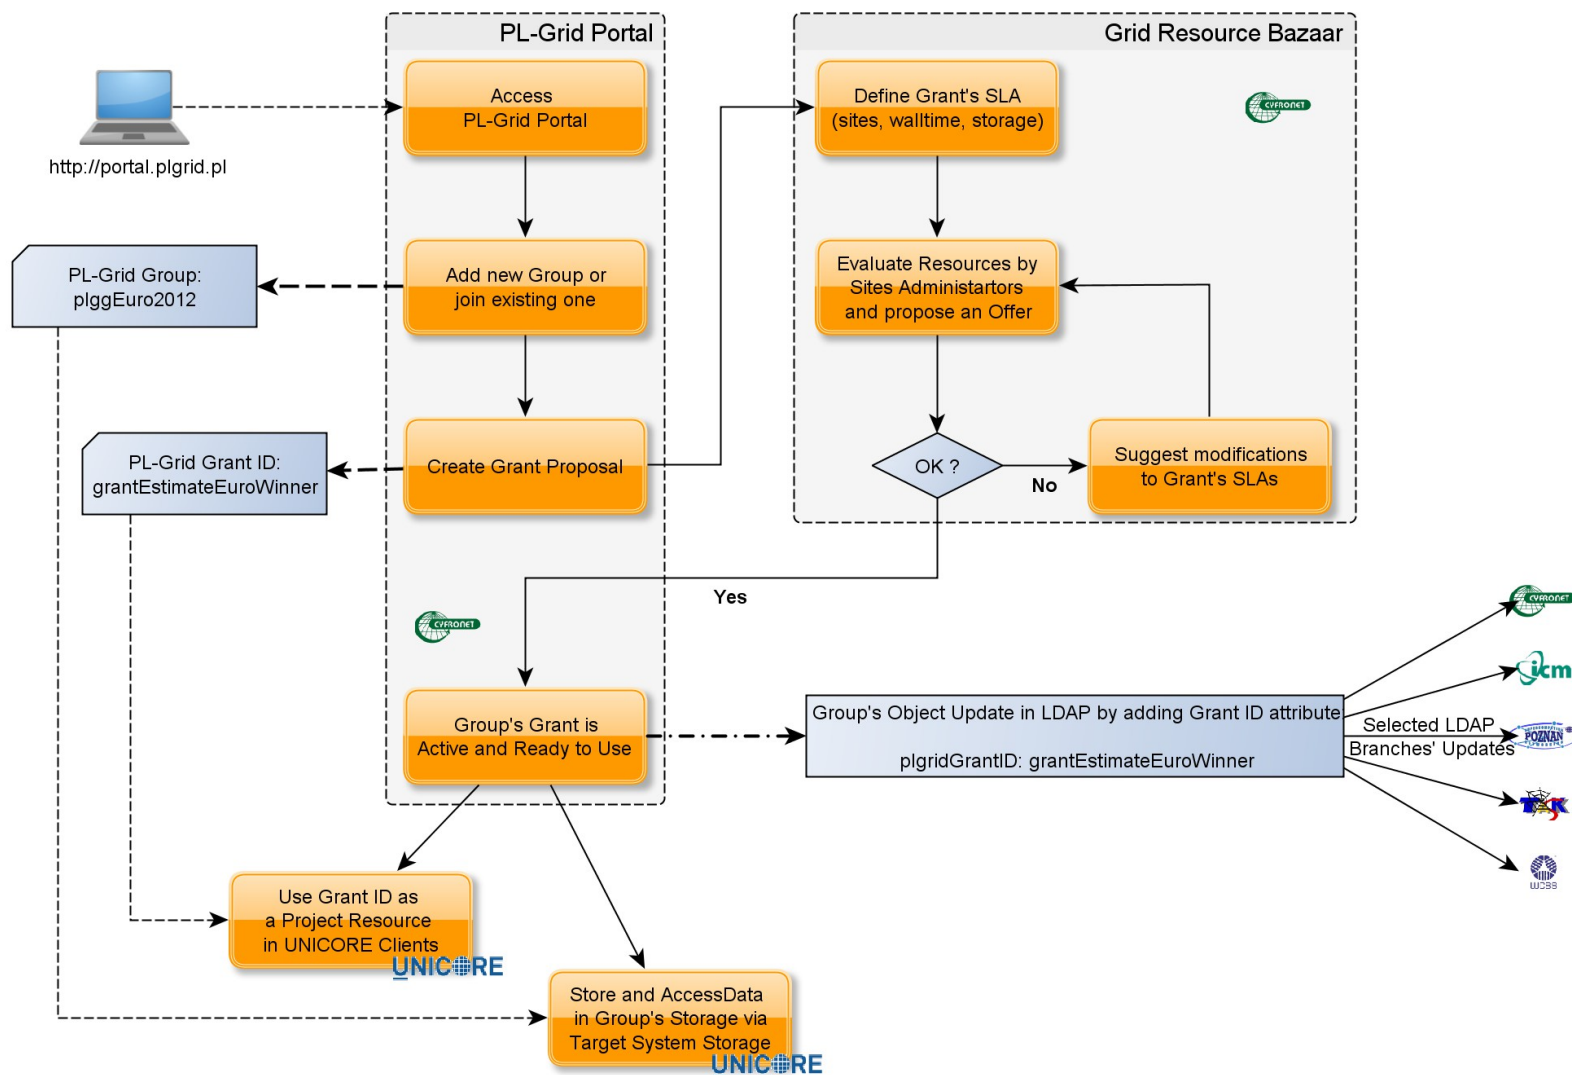 PL-Grid Portal
Grid Resource Bazaar
Access
PL-Grid Portal
Define Grant's SLA
(sites, walltime, storage)
CYFRONET
http://portal.plgrid.pl
PL-Grid Group:
plggEuro2012
Add new Group or
join existing one
Evaluate Resources by
Sites Administartors
and propose an Offer
PL-Grid Grant ID:
grantEstimateEuroWinner
Create Grant Proposal
OK ?
No
Suggest modifications
to Grant's SLAs
Yes
CYFRONET
CYFRONET
icm
Group's Grant is
Active and Ready to Use
Group's Object Update in LDAP by adding Grant ID attribute:
plgridGrantID: grantEstimateEuroWinner
Selected LDAP
Branches' Updates
POZNAŃ
TASK
WCSS
Use Grant ID as
a Project Resource
in UNICORE Clients
UNICORE
Store and AccessData
in Group's Storage via
Target System Storage
UNICORE